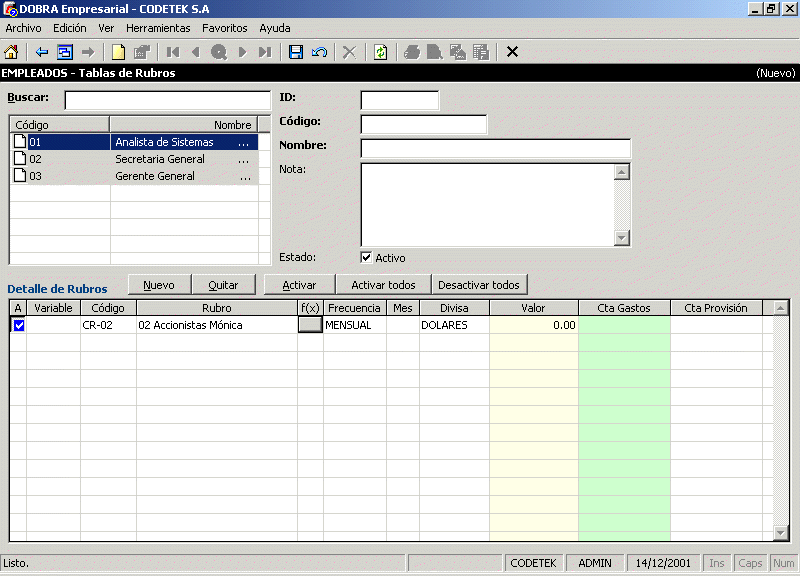 DOBRA Empresarial - CODETEK S.A
Archivo Edición Ver Herramientas Favoritos Ayuda
EMPLEADOS - Tablas de Rubros (Nuevo)
Buscar:
Código Nombre
01 Analista de Sistemas ...
02 Secretaria General ...
03 Gerente General ...
ID:
Código:
Nombre:
Nota:
Estado: Activo
Detalle de Rubros Nuevo Quitar Activar Activar todos Desactivar todos
A Variable Código Rubro f(x) Frecuencia Mes Divisa Valor Cta Gastos Cta Provisión
CR-02 02 Accionistas Mónica MENSUAL DOLARES 0.00
Listo. CODETEK ADMIN 14/12/2001 Ins Caps Num